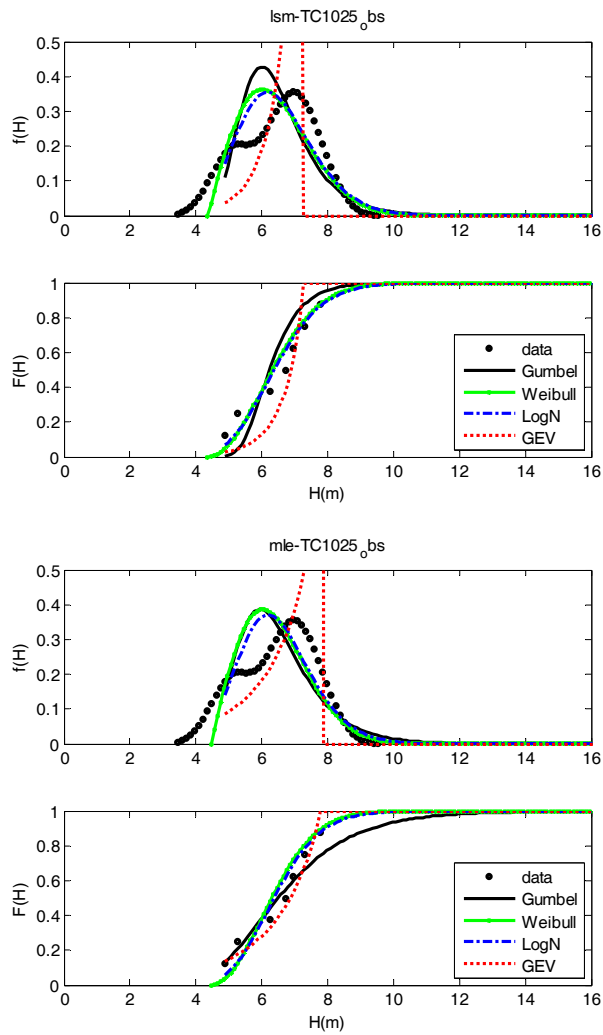 lsm-TC1025_obs
0.5
0.4
0.3
0.2
0.1
0
f(H)
0 2 4 6 8 10 12 14 16
1
0.8
0.6
0.4
0.2
0
F(H)
data
Gumbel
Weibull
LogN
GEV
0 2 4 6 8 10 12 14 16
H(m)
mle-TC1025_obs
0.5
0.4
0.3
0.2
0.1
0
f(H)
0 2 4 6 8 10 12 14 16
1
0.8
0.6
0.4
0.2
0
F(H)
data
Gumbel
Weibull
LogN
GEV
0 2 4 6 8 10 12 14 16
H(m)